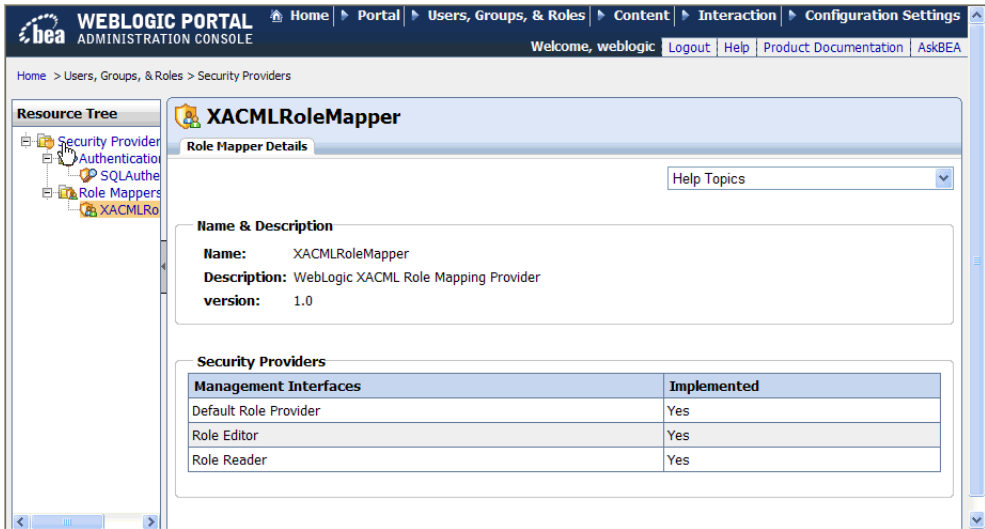 bea WEBLOGIC PORTAL Home Portal Users, Groups, & Roles Content Interaction Configuration Settings
ADMINISTRATION CONSOLE
Welcome, weblogic Logout Help Product Documentation AskBEA
Home > Users, Groups, & Roles > Security Providers
Resource Tree
Security Provider
Authenticatio
SQLAuthe
Role Mappers
XACMLRo
XACMLRoleMapper
Role Mapper Details
Help Topics
Name & Description
Name: XACMLRoleMapper
Description: WebLogic XACML Role Mapping Provider
version: 1.0
Security Providers
Management Interfaces Implemented
Default Role Provider Yes
Role Editor Yes
Role Reader Yes